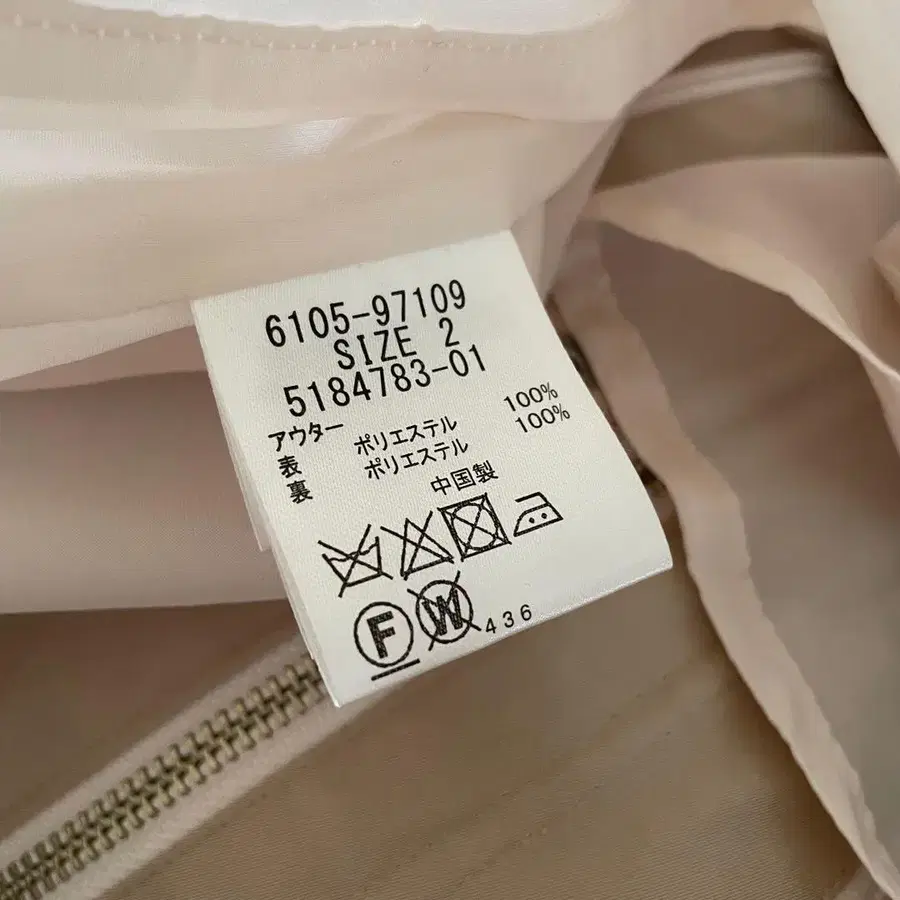 6105-97109
SIZE 2
5184783-01
アウター
表 ポリエステル 100%
裏 ポリエステル 100%
中国製
F W 436